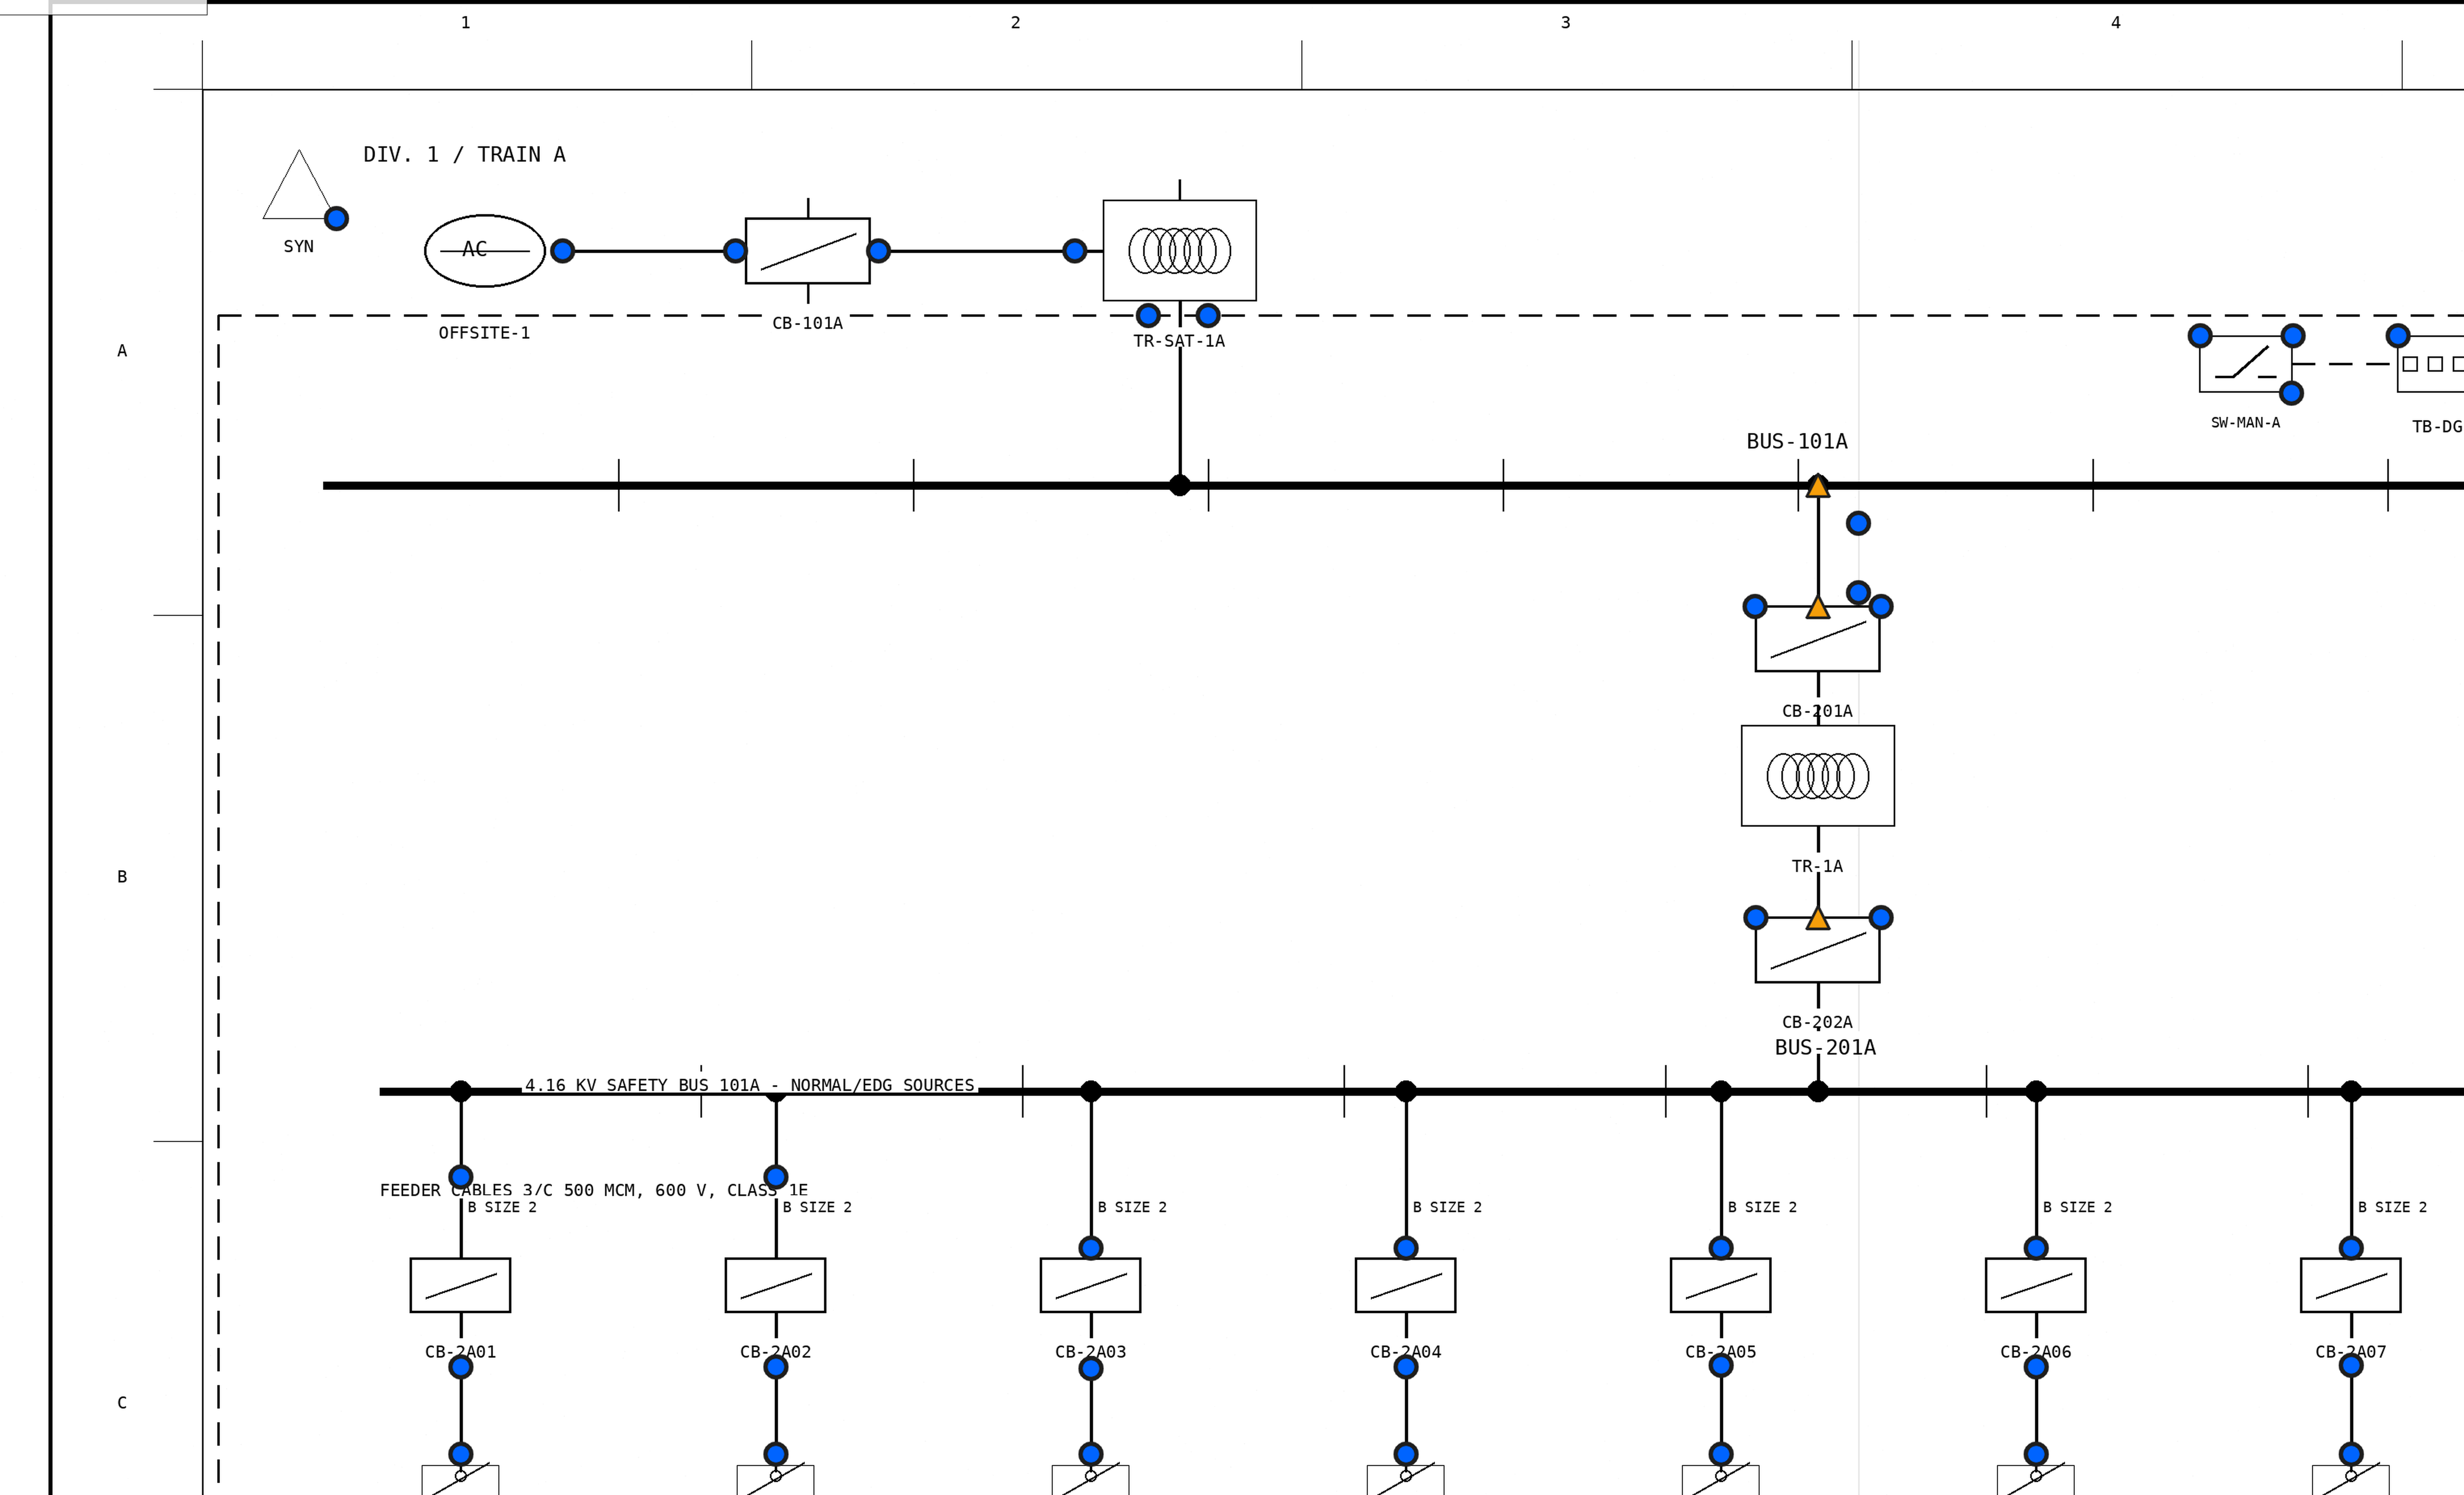 1 2 3 4
DIV. 1 / TRAIN A
SYN
AC
OFFSITE-1
CB-101A
TR-SAT-1A
A
SW-MAN-A
TB-DG
BUS-101A
CB-201A
TR-1A
B
CB-202A
BUS-201A
4.16 KV SAFETY BUS 101A - NORMAL/EDG SOURCES
FEEDER CABLES 3/C 500 MCM, 600 V, CLASS 1E
B SIZE 2 B SIZE 2 B SIZE 2 B SIZE 2 B SIZE 2 B SIZE 2 B SIZE 2
CB-2A01 CB-2A02 CB-2A03 CB-2A04 CB-2A05 CB-2A06 CB-2A07
C